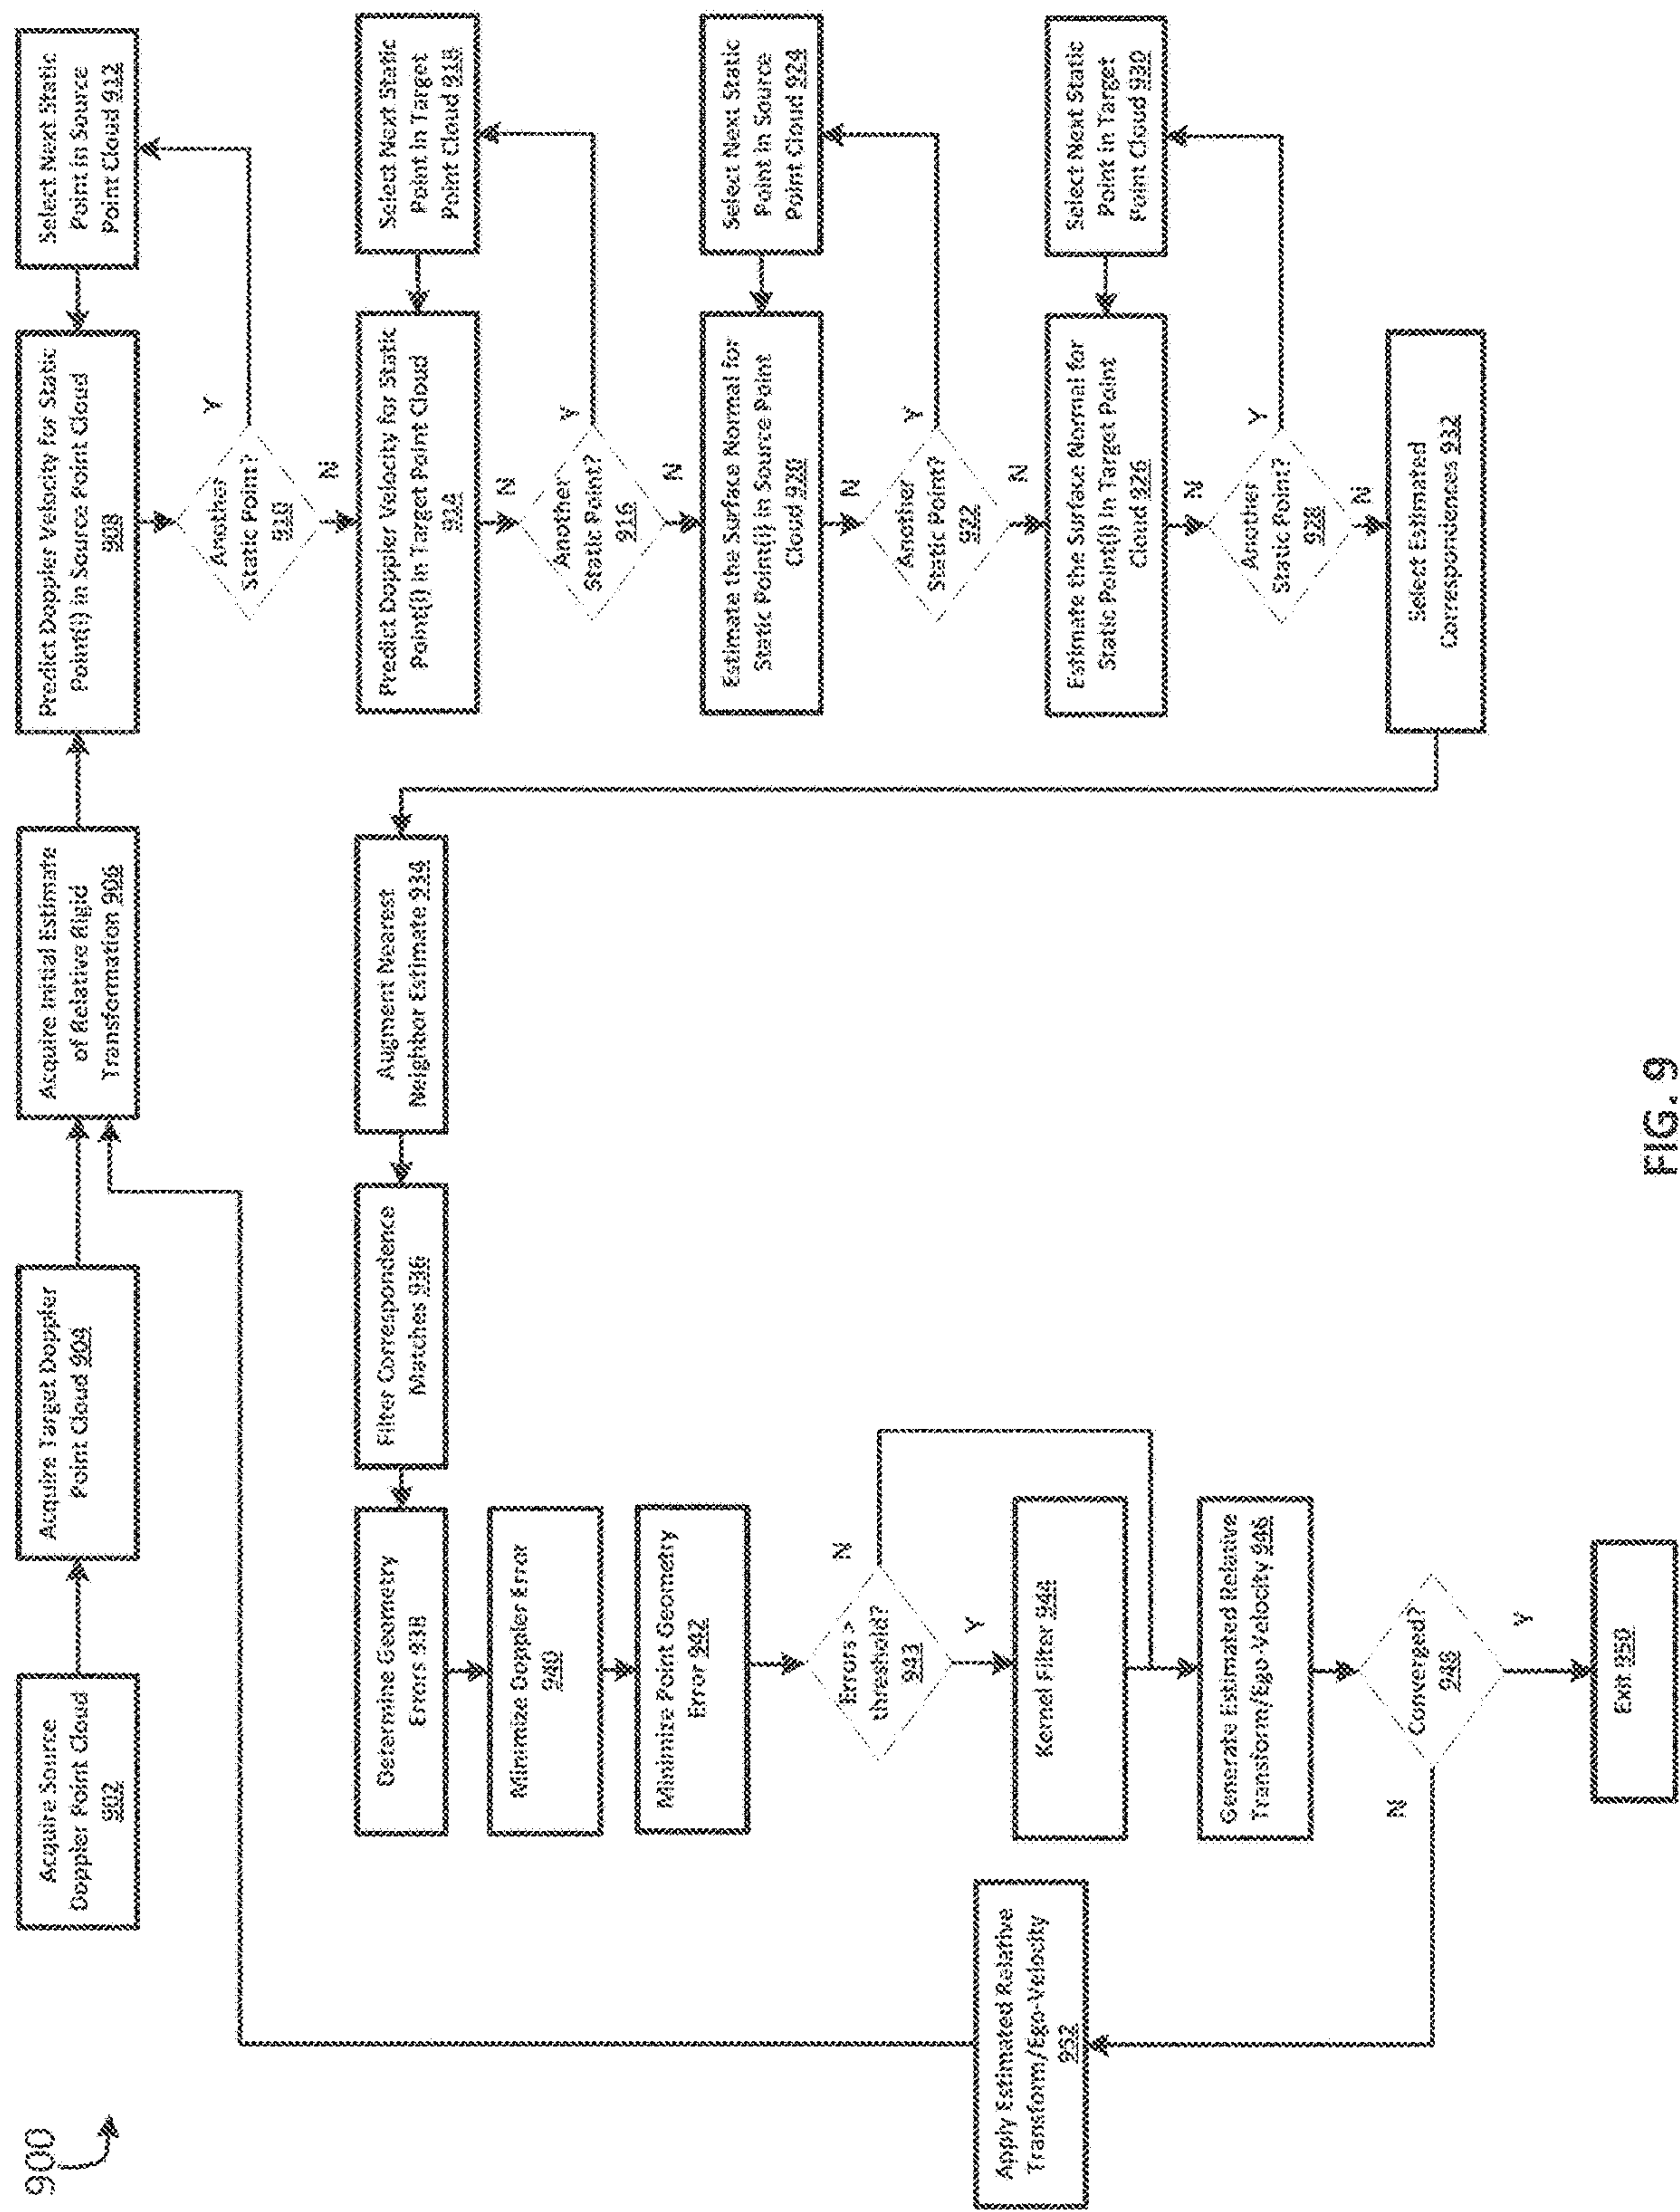 900
Acquire Source
Doppler Point Cloud
902
Acquire Target Doppler
Point Cloud 904
Acquire Initial Estimate
of Relative Rigid
Transformation 906
Predict Doppler Velocity for Static
Point(i) in Source Point Cloud
908
Another
Static Point?
910
Y
N
Select Next Static
Point in Source
Point Cloud 912
Predict Doppler Velocity for Static
Point(i) in Target Point Cloud
914
N
Another
Static Point?
916
Y
N
Select Next Static
Point in Target
Point Cloud 918
Estimate the Surface Normal for
Static Point(i) in Source Point
Cloud 920
N
Another
Static Point?
932
Y
N
Select Next Static
Point in Source
Point Cloud 924
Estimate the Surface Normal for
Static Point(i) in Target Point
Cloud 926
N
Another
Static Point?
928
Y
N
Select Next Static
Point in Target
Point Cloud 930
Select Estimated
Correspondences 932
Augment Nearest
Neighbor Estimate 934
Filter Correspondence
Matches 936
Determine Geometry
Errors 938
Minimize Doppler Error
940
Minimize Point Geometry
Error 942
Errors >
threshold?
943
N
Y
Kernel Filter 944
Generate Estimated Relative
Transform/Ego-Velocity 946
Converged?
948
N
Y
Exit 950
Apply Estimated Relative
Transform/Ego-Velocity
952
FIG. 9